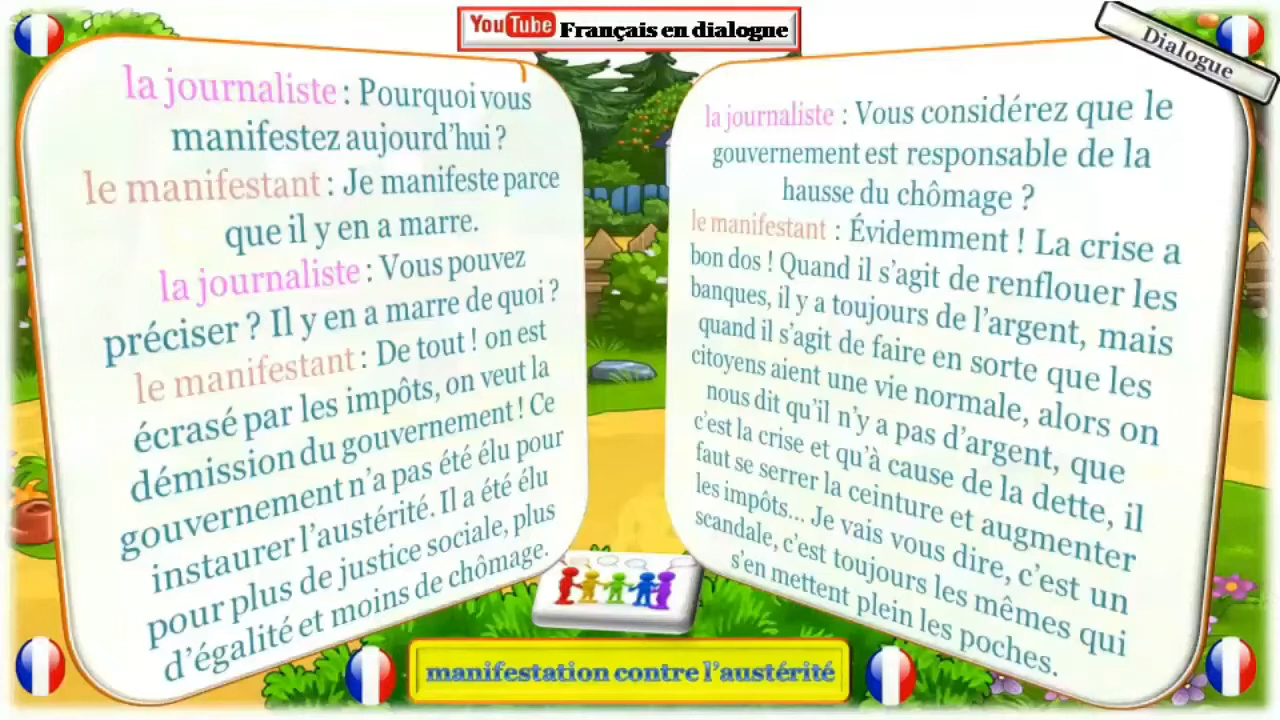 YouTube Français en dialogue
Dialogue
la journaliste : Pourquoi vous
manifestez aujourd'hui ?
le manifestant : Je manifeste parce
que il y en a marre.
la journaliste : Vous pouvez
préciser ? Il y en a marre de quoi ?
le manifestant : De tout ! on est
écrasé par les impôts, on veut la
démission du gouvernement ! Ce
gouvernement n'a pas été élu pour
instaurer l'austérité. Il a été élu
pour plus de justice sociale, plus
d'égalité et moins de chômage.
la journaliste : Vous considérez que le
gouvernement est responsable de la
hausse du chômage ?
le manifestant : Évidemment ! La crise a
bon dos ! Quand il s'agit de renflouer les
banques, il y a toujours de l'argent, mais
quand il s'agit de faire en sorte que les
citoyens aient une vie normale, alors on
nous dit qu'il n'y a pas d'argent, que
c'est la crise et qu'à cause de la dette, il
faut se serrer la ceinture et augmenter
les impôts... Je vais vous dire, c'est un
scandale, c'est toujours les mêmes qui
s'en mettent plein les poches.
manifestation contre l'austérité